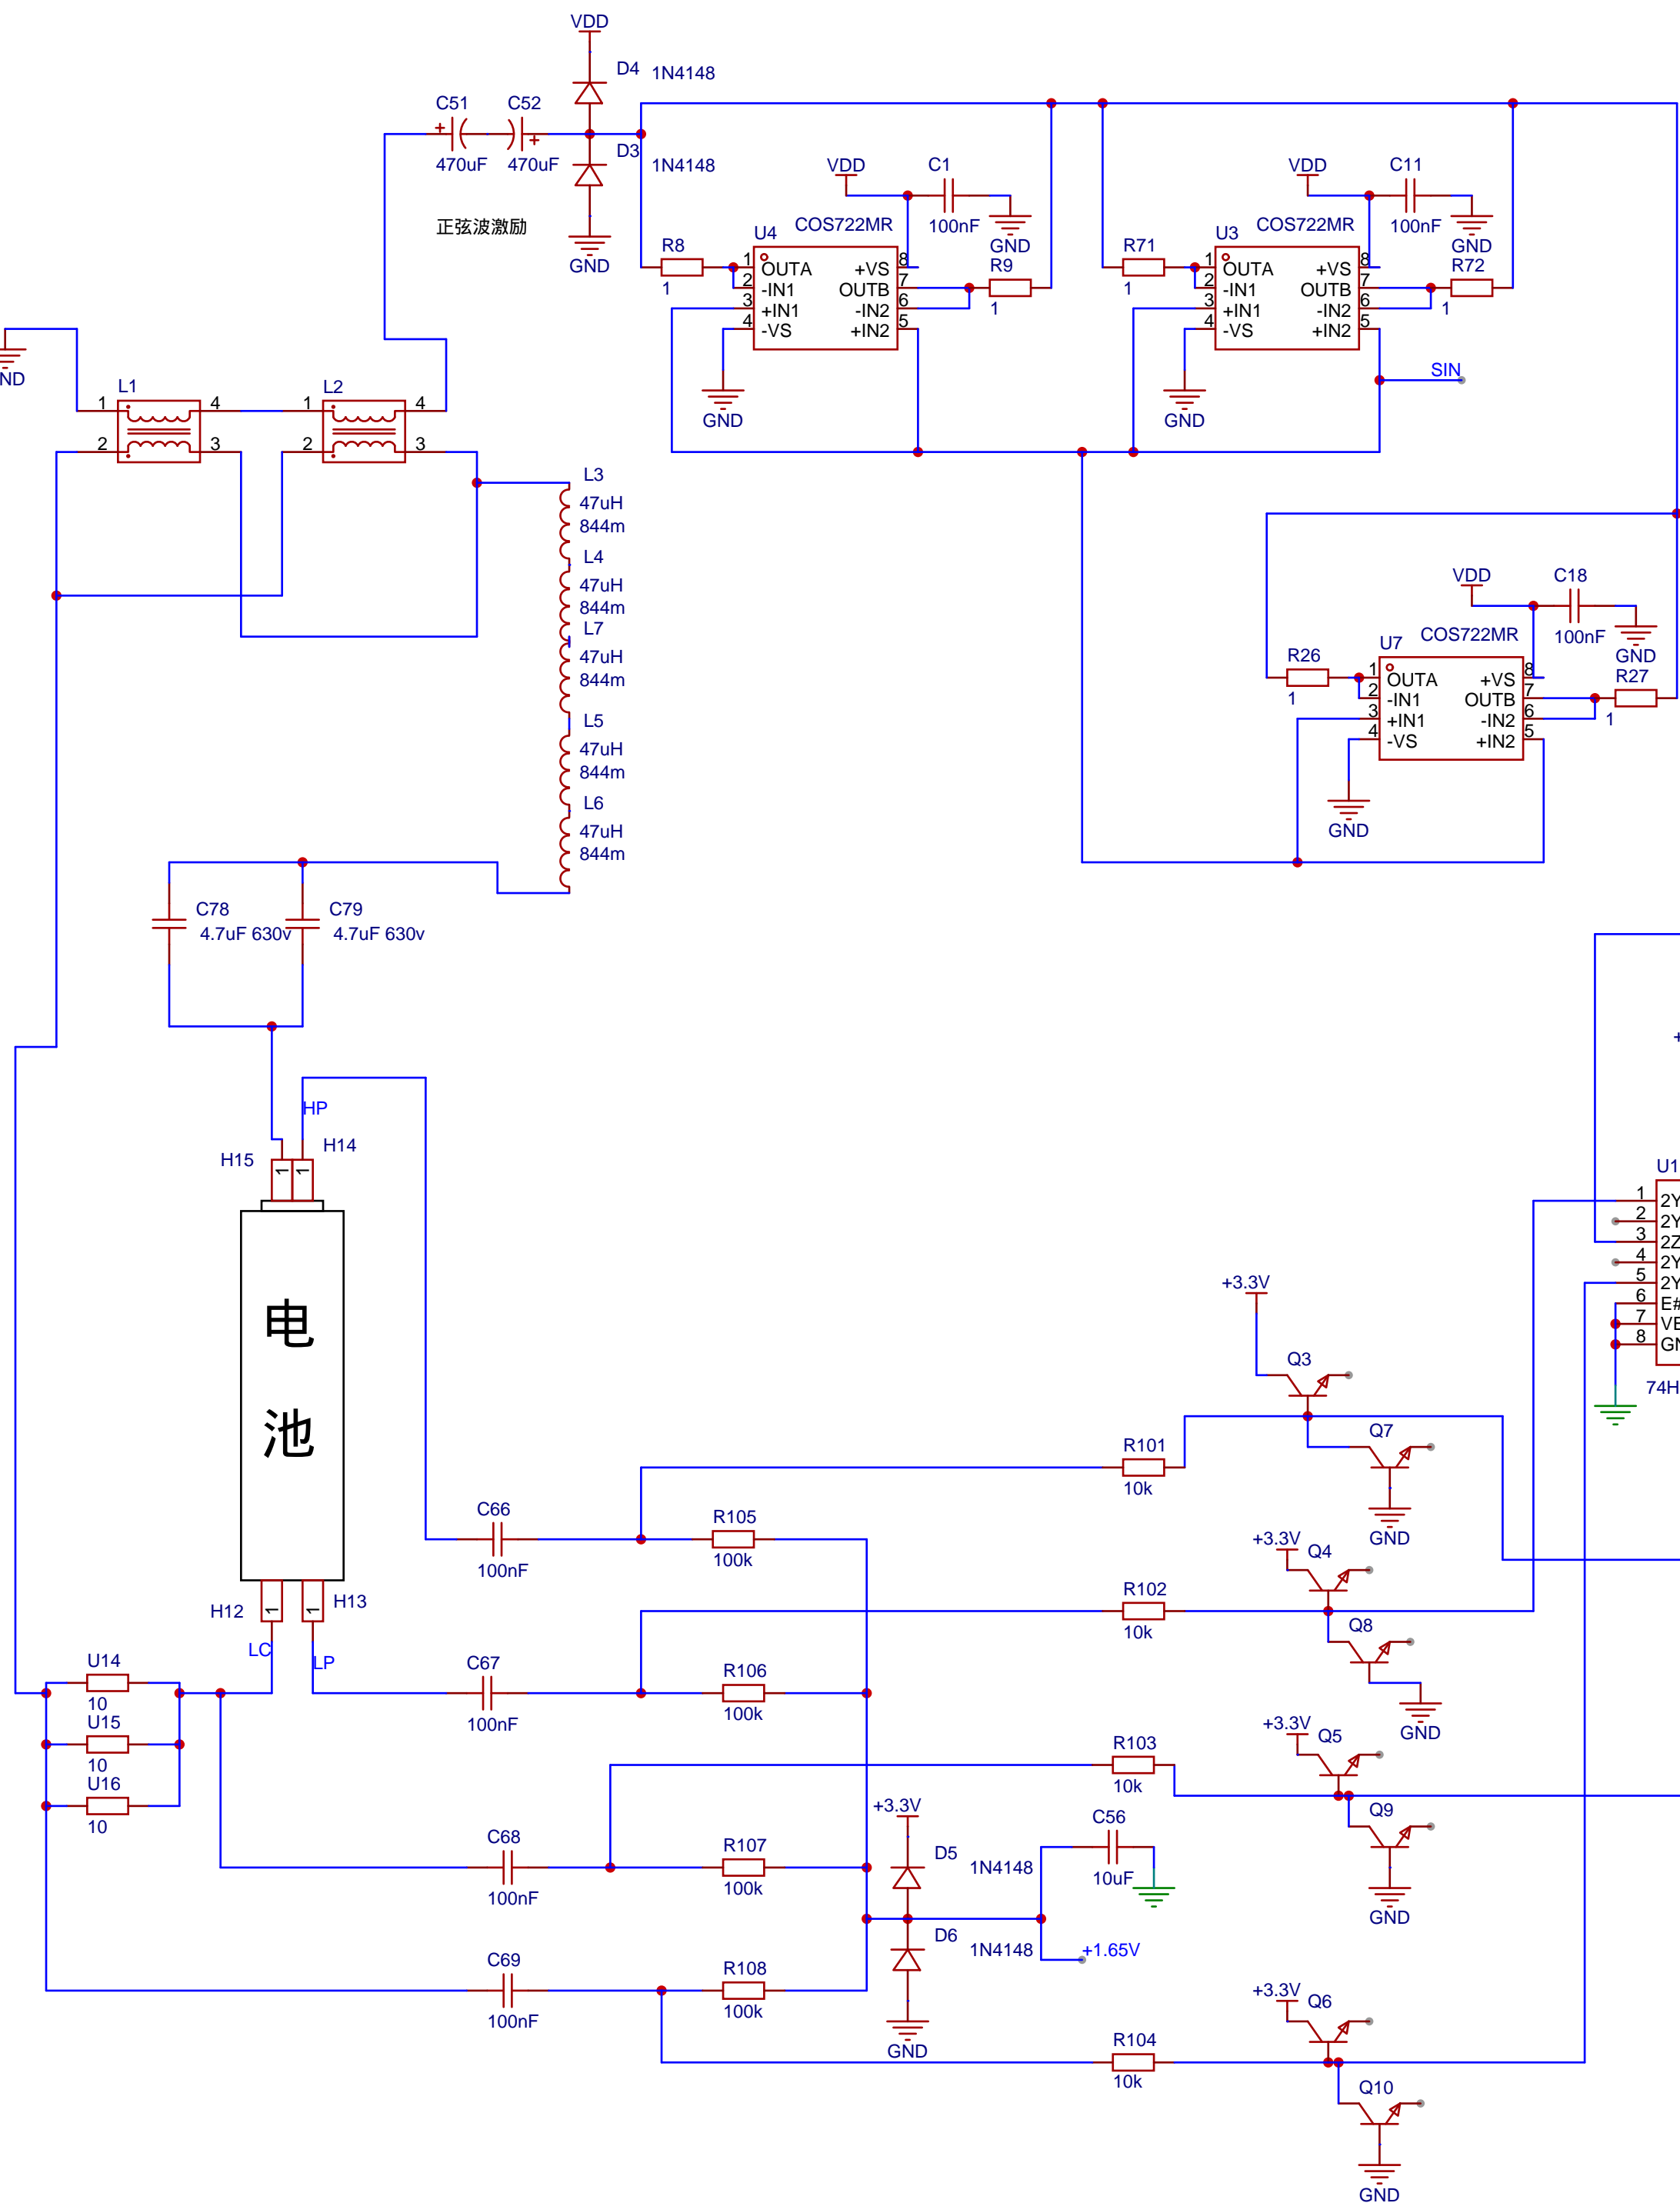 VDD
D4 1N4148
C51 C52
470uF 470uF
D3 1N4148
正弦波激励
GND
VDD C1
COS722MR 100nF
U4 GND
R8 R9
1 1
1 OUTA +VS 8
2 -IN1 OUTB 7
3 +IN1 -IN2 6
4 -VS +IN2 5
GND
VDD C11
COS722MR 100nF
U3 GND
R71 R72
1 1
1 OUTA +VS 8
2 -IN1 OUTB 7
3 +IN1 -IN2 6
4 -VS +IN2 5
SIN
GND
ND
L1 L2
1 4 1 4
2 3 2 3
L3
47uH
844m
L4
47uH
844m
L7
47uH
844m
L5
47uH
844m
L6
47uH
844m
VDD C18
COS722MR 100nF
U7 GND
R26 R27
1 1
1 OUTA +VS 8
2 -IN1 OUTB 7
3 +IN1 -IN2 6
4 -VS +IN2 5
GND
C78 C79
4.7uF 630v 4.7uF 630v
HP
H15 H14
1 1
电
池
H12 H13
1 1
LC LP
U14
10
U15
10
U16
10
C66
100nF
C67
100nF
C68
100nF
C69
100nF
R105
100k
R106
100k
R107
100k
R108
100k
R101
10k
R102
10k
R103
10k
R104
10k
+3.3V
D5 1N4148
D6 1N4148
GND
C56
10uF
+1.65V
+3.3V
Q3
Q7
GND
+3.3V Q4
Q8
GND
+3.3V Q5
Q9
GND
+3.3V Q6
Q10
GND
+
U1
1 2Y
2 2Y
3 2Z
4 2Y
5 2Y
6 E#
7 VE
8 GN
74H